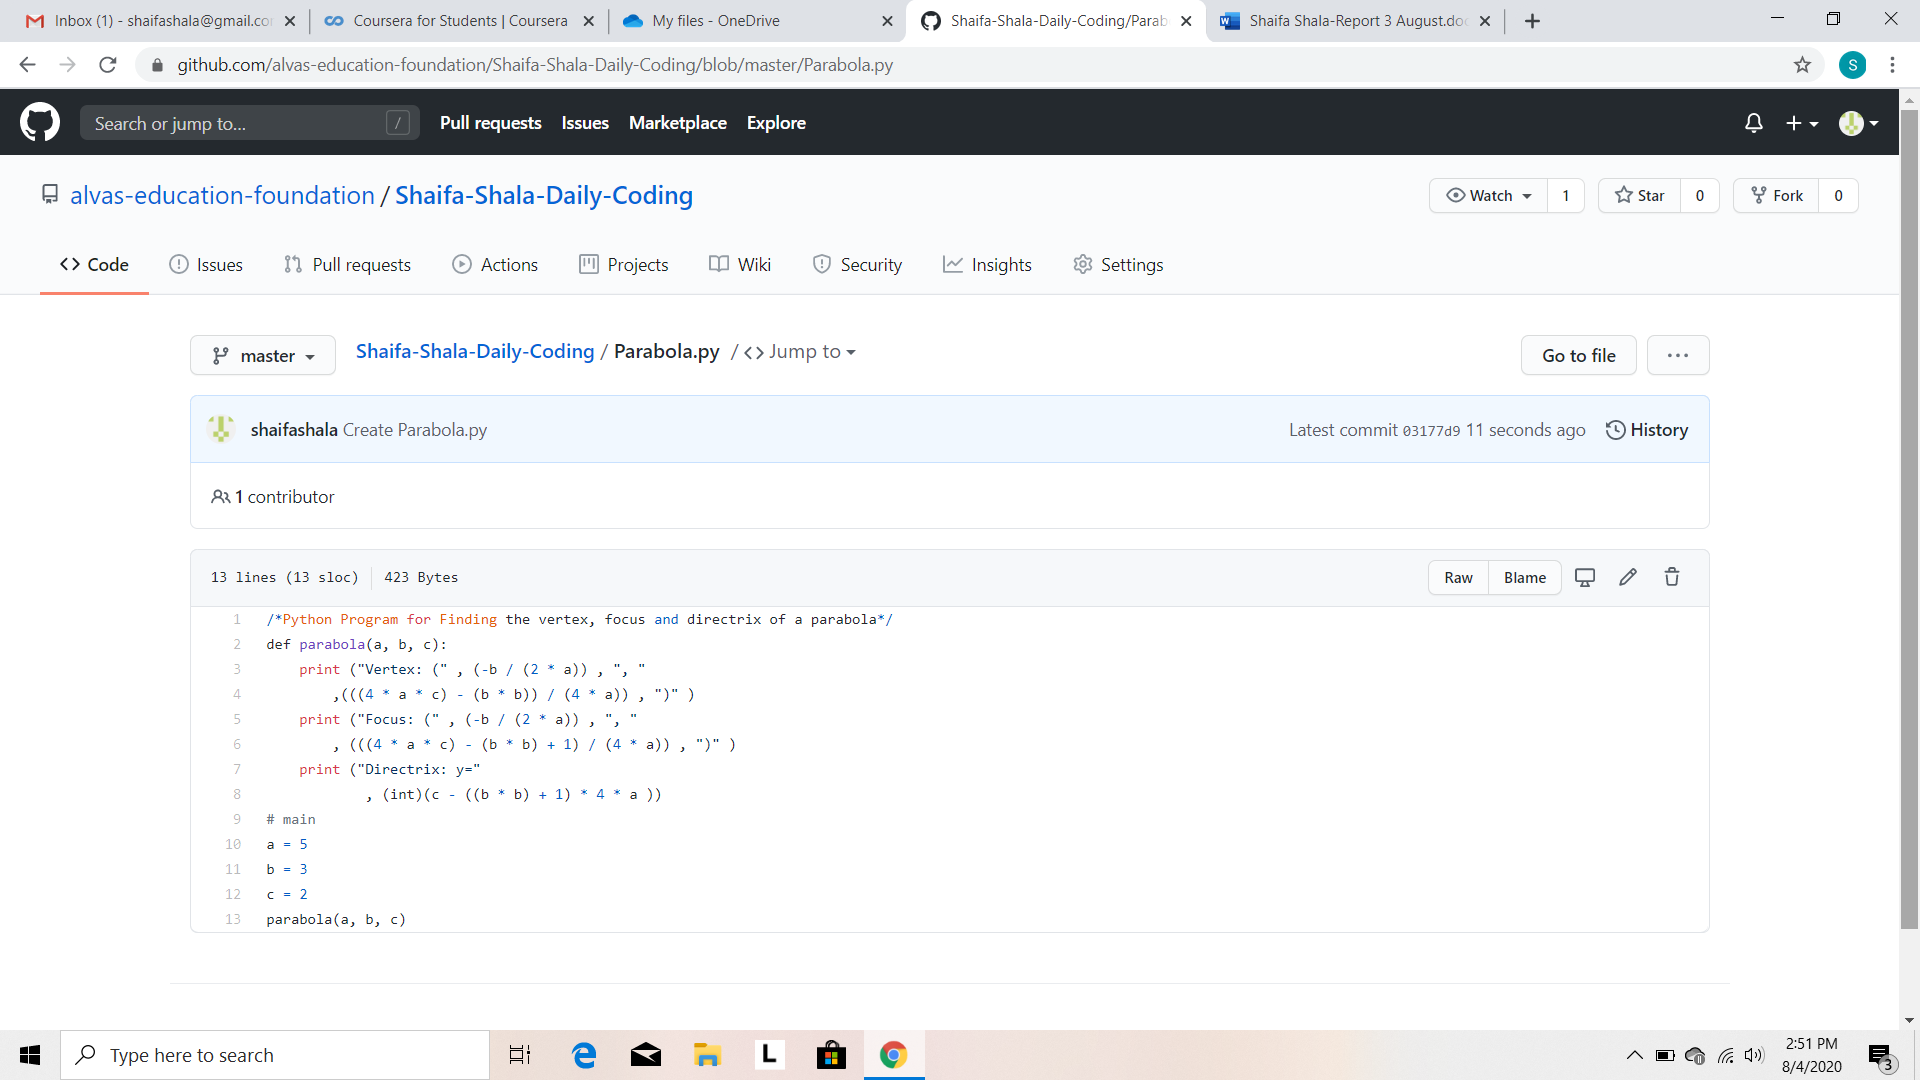 Inbox (1) - shaifashala@gmail.co
Coursera for Students | Coursera
My files - OneDrive
Shaifa-Shala-Daily-Coding/Parab
Shaifa Shala-Report 3 August.do
github.com/alvas-education-foundation/Shaifa-Shala-Daily-Coding/blob/master/Parabola.py
S
Search or jump to...
/
Pull requests
Issues
Marketplace
Explore
alvas-education-foundation / Shaifa-Shala-Daily-Coding
Watch
1
Star
0
Fork
0
Code
Issues
Pull requests
Actions
Projects
Wiki
Security
Insights
Settings
master
Shaifa-Shala-Daily-Coding / Parabola.py / <> Jump to
Go to file
...
shaifashala Create Parabola.py
Latest commit 03177d9 11 seconds ago
History
1 contributor
13 lines (13 sloc) 423 Bytes
Raw
Blame
1 /*Python Program for Finding the vertex, focus and directrix of a parabola*/
2 def parabola(a, b, c):
3 print ("Vertex: (" , (-b / (2 * a)) , ", "
4 ,(((4 * a * c) - (b * b)) / (4 * a)) , ")" )
5 print ("Focus: (" , (-b / (2 * a)) , ", "
6 , (((4 * a * c) - (b * b) + 1) / (4 * a)) , ")" )
7 print ("Directrix: y="
8 , (int)(c - ((b * b) + 1) * 4 * a ))
9 # main
10 a = 5
11 b = 3
12 c = 2
13 parabola(a, b, c)
Type here to search
L
2:51 PM
8/4/2020
3